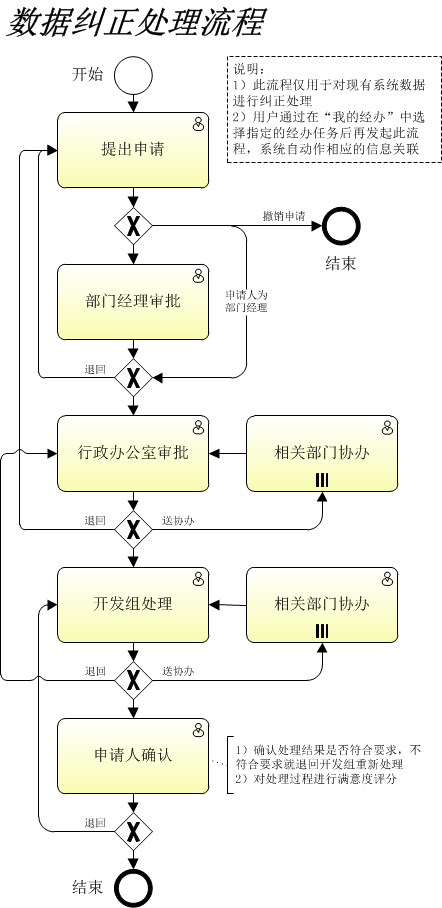 数据纠正处理流程
开始
说明：
1）此流程仅用于对现有系统数据
进行纠正处理
2）用户通过在“我的经办”中选
择指定的经办任务后再发起此流
程，系统自动作相应的信息关联
提出申请
撤销申请
结束
部门经理审批
申请人为
部门经理
退回
行政办公室审批
相关部门协办
退回
送协办
开发组处理
相关部门协办
退回
送协办
申请人确认
1）确认处理结果是否符合要求，不
符合要求就退回开发组重新处理
2）对处理过程进行满意度评分
退回
结束